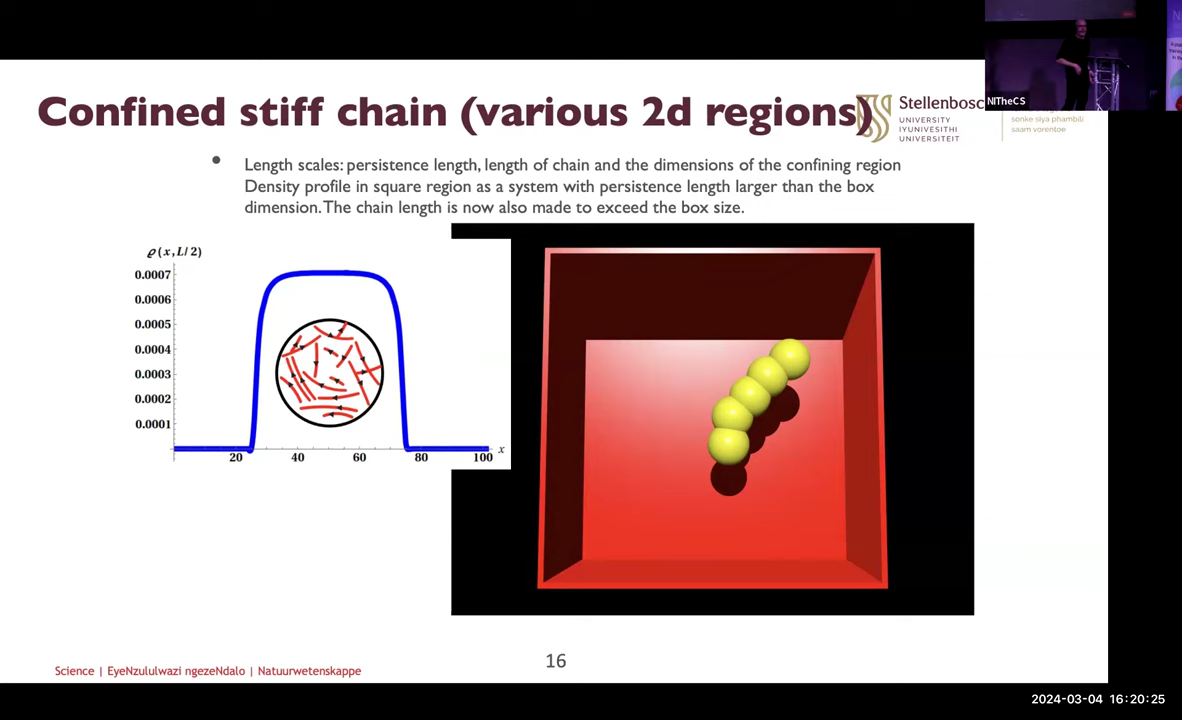 Confined stiff chain (various 2d regions)
Stellenbosc
UNIVERSITY
IYUNIVESITHI
UNIVERSITEIT
sonke siya phambili
saam vorentoe
NITheCS
• Length scales: persistence length, length of chain and the dimensions of the confining region
Density profile in square region as a system with persistence length larger than the box
dimension. The chain length is now also made to exceed the box size.
ϱ(x, L/2)
0.0007
0.0006
0.0005
0.0004
0.0003
0.0002
0.0001
20 40 60 80 100 x
16
Science | EyeNzululwazi ngezeNdalo | Natuurwetenskappe
2024-03-04 16:20:25